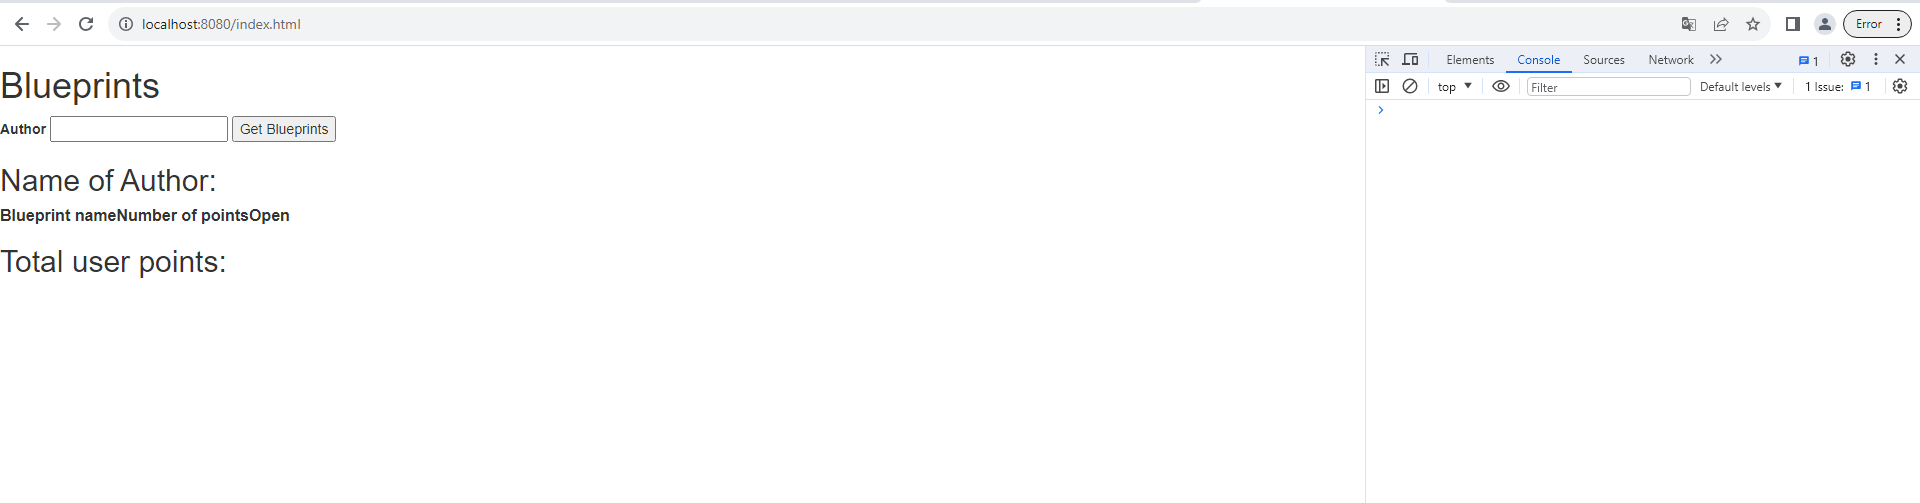 localhost:8080/index.html
Error
Elements Console Sources Network 1
top Filter Default levels 1 Issue: 1
Blueprints
Author Get Blueprints
Name of Author:
Blueprint nameNumber of pointsOpen
Total user points: